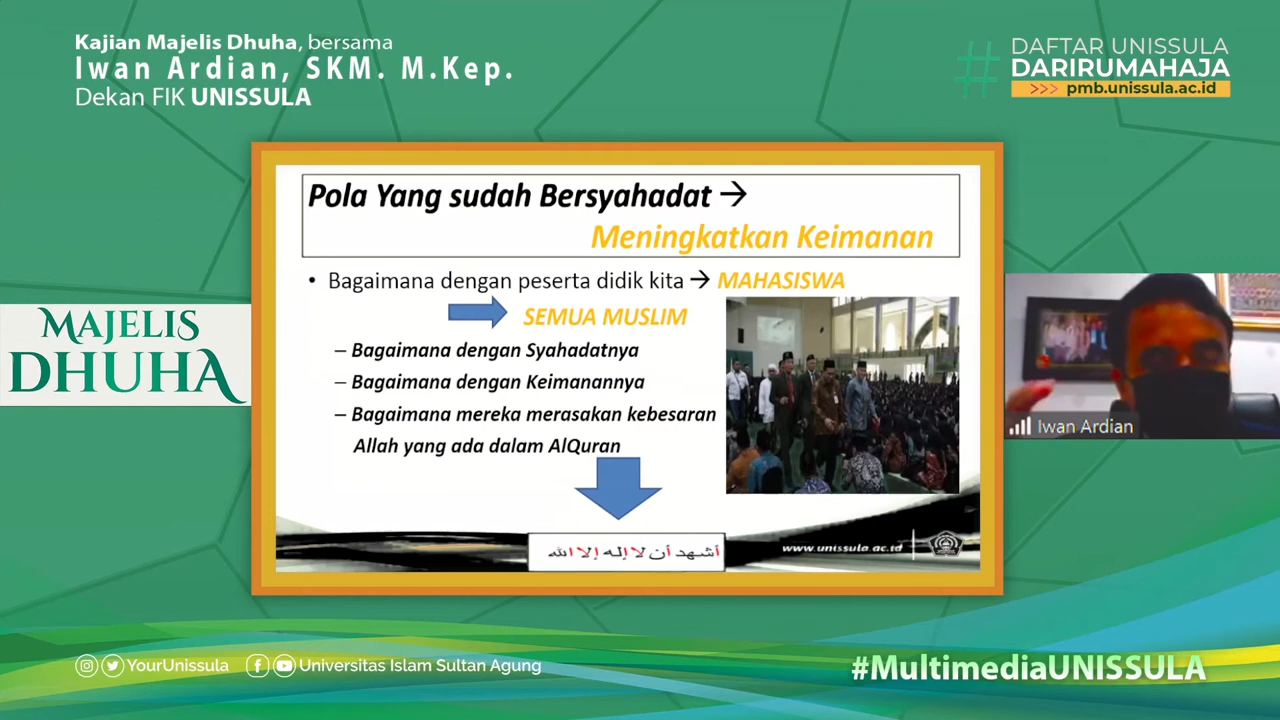 Kajian Majelis Dhuha, bersama
Iwan Ardian, SKM. M.Kep.
Dekan FIK UNISSULA
# DAFTAR UNISSULA
DARIRUMAHAJA
>>> pmb.unissula.ac.id
Pola Yang sudah Bersyahadat →
Meningkatkan Keimanan
• Bagaimana dengan peserta didik kita → MAHASISWA
SEMUA MUSLIM
– Bagaimana dengan Syahadatnya
– Bagaimana dengan Keimanannya
– Bagaimana mereka merasakan kebesaran
Allah yang ada dalam AlQuran
أشهد أن لا إله إلا الله
www.unissula.ac.id
MAJELIS
DHUHA
Iwan Ardian
YourUnissula Universitas Islam Sultan Agung
#MultimediaUNISSULA